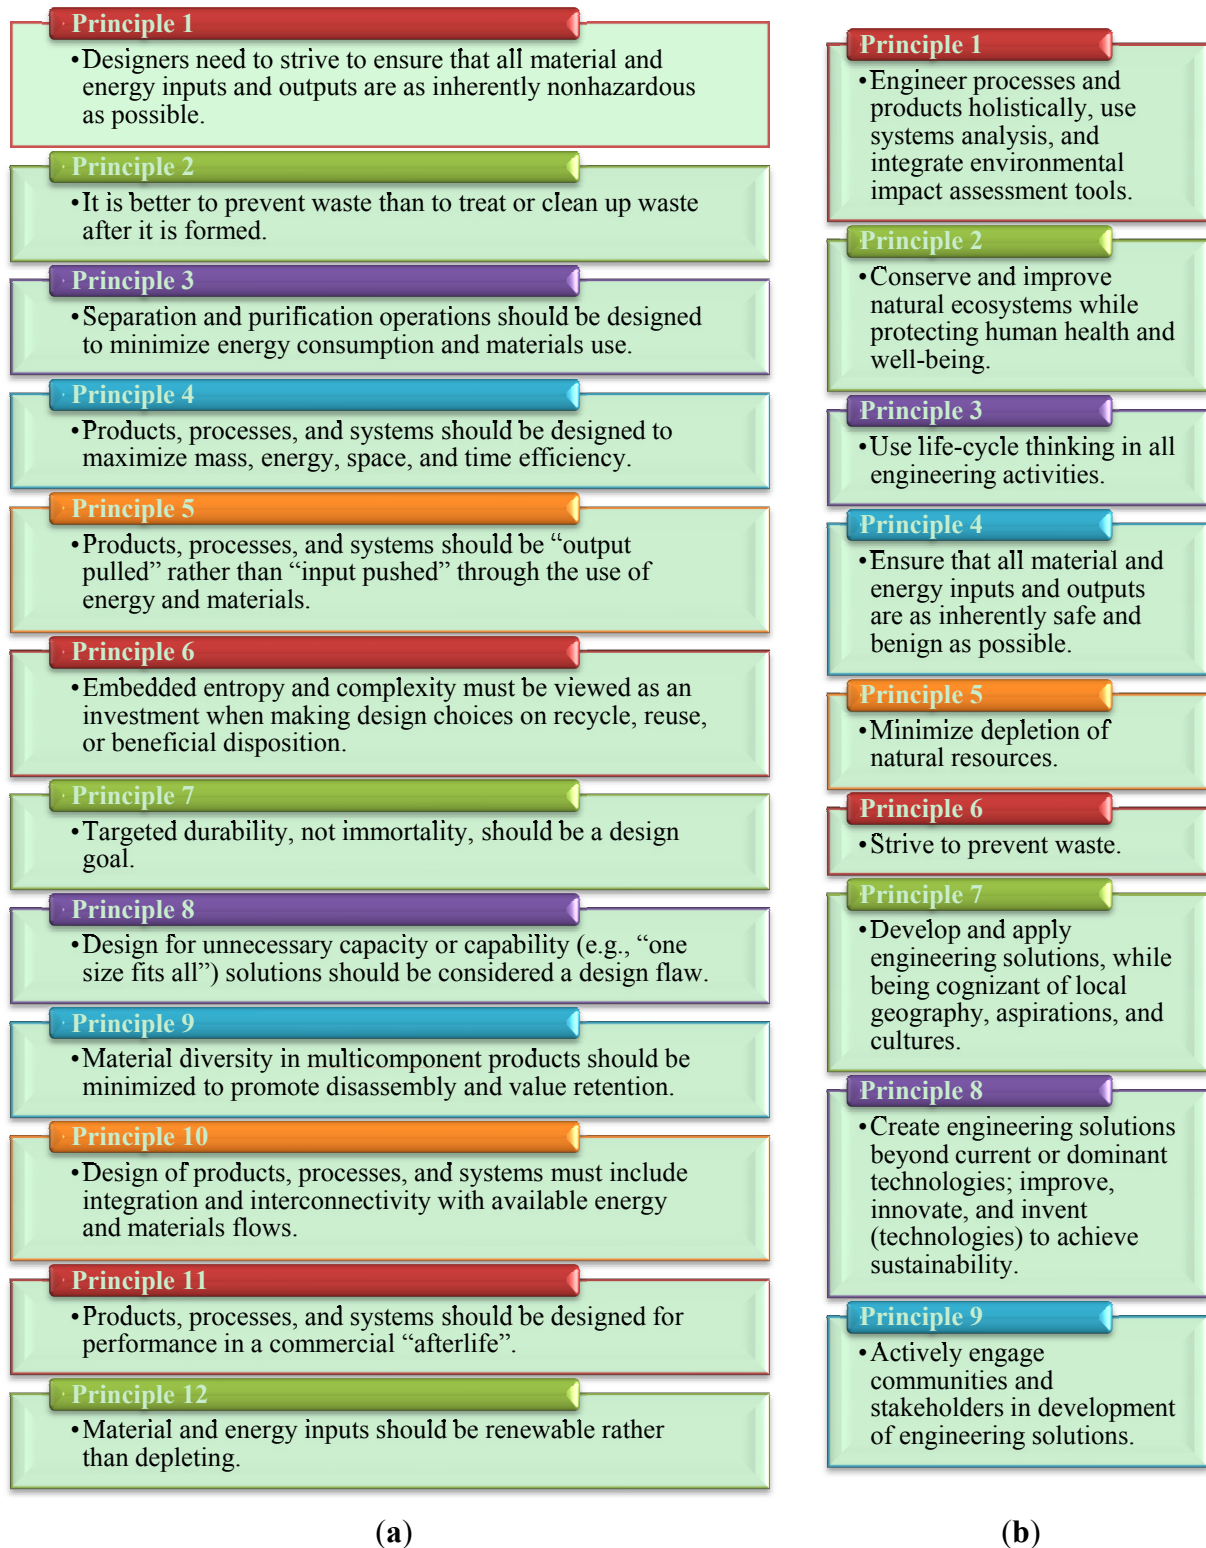 Principle 1
•Designers need to strive to ensure that all material and
energy inputs and outputs are as inherently nonhazardous
as possible.
Principle 2
•It is better to prevent waste than to treat or clean up waste
after it is formed.
Principle 3
•Separation and purification operations should be designed
to minimize energy consumption and materials use.
Principle 4
•Products, processes, and systems should be designed to
maximize mass, energy, space, and time efficiency.
Principle 5
•Products, processes, and systems should be “output
pulled” rather than “input pushed” through the use of
energy and materials.
Principle 6
•Embedded entropy and complexity must be viewed as an
investment when making design choices on recycle, reuse,
or beneficial disposition.
Principle 7
•Targeted durability, not immortality, should be a design
goal.
Principle 8
•Design for unnecessary capacity or capability (e.g., “one
size fits all”) solutions should be considered a design flaw.
Principle 9
•Material diversity in multicomponent products should be
minimized to promote disassembly and value retention.
Principle 10
•Design of products, processes, and systems must include
integration and interconnectivity with available energy
and materials flows.
Principle 11
•Products, processes, and systems should be designed for
performance in a commercial “afterlife”.
Principle 12
•Material and energy inputs should be renewable rather
than depleting.
(a)
Principle 1
•Engineer processes and
products holistically, use
systems analysis, and
integrate environmental
impact assessment tools.
Principle 2
•Conserve and improve
natural ecosystems while
protecting human health and
well-being.
Principle 3
•Use life-cycle thinking in all
engineering activities.
Principle 4
•Ensure that all material and
energy inputs and outputs
are as inherently safe and
benign as possible.
Principle 5
•Minimize depletion of
natural resources.
Principle 6
•Strive to prevent waste.
Principle 7
•Develop and apply
engineering solutions, while
being cognizant of local
geography, aspirations, and
cultures.
Principle 8
•Create engineering solutions
beyond current or dominant
technologies; improve,
innovate, and invent
(technologies) to achieve
sustainability.
Principle 9
•Actively engage
communities and
stakeholders in development
of engineering solutions.
(b)